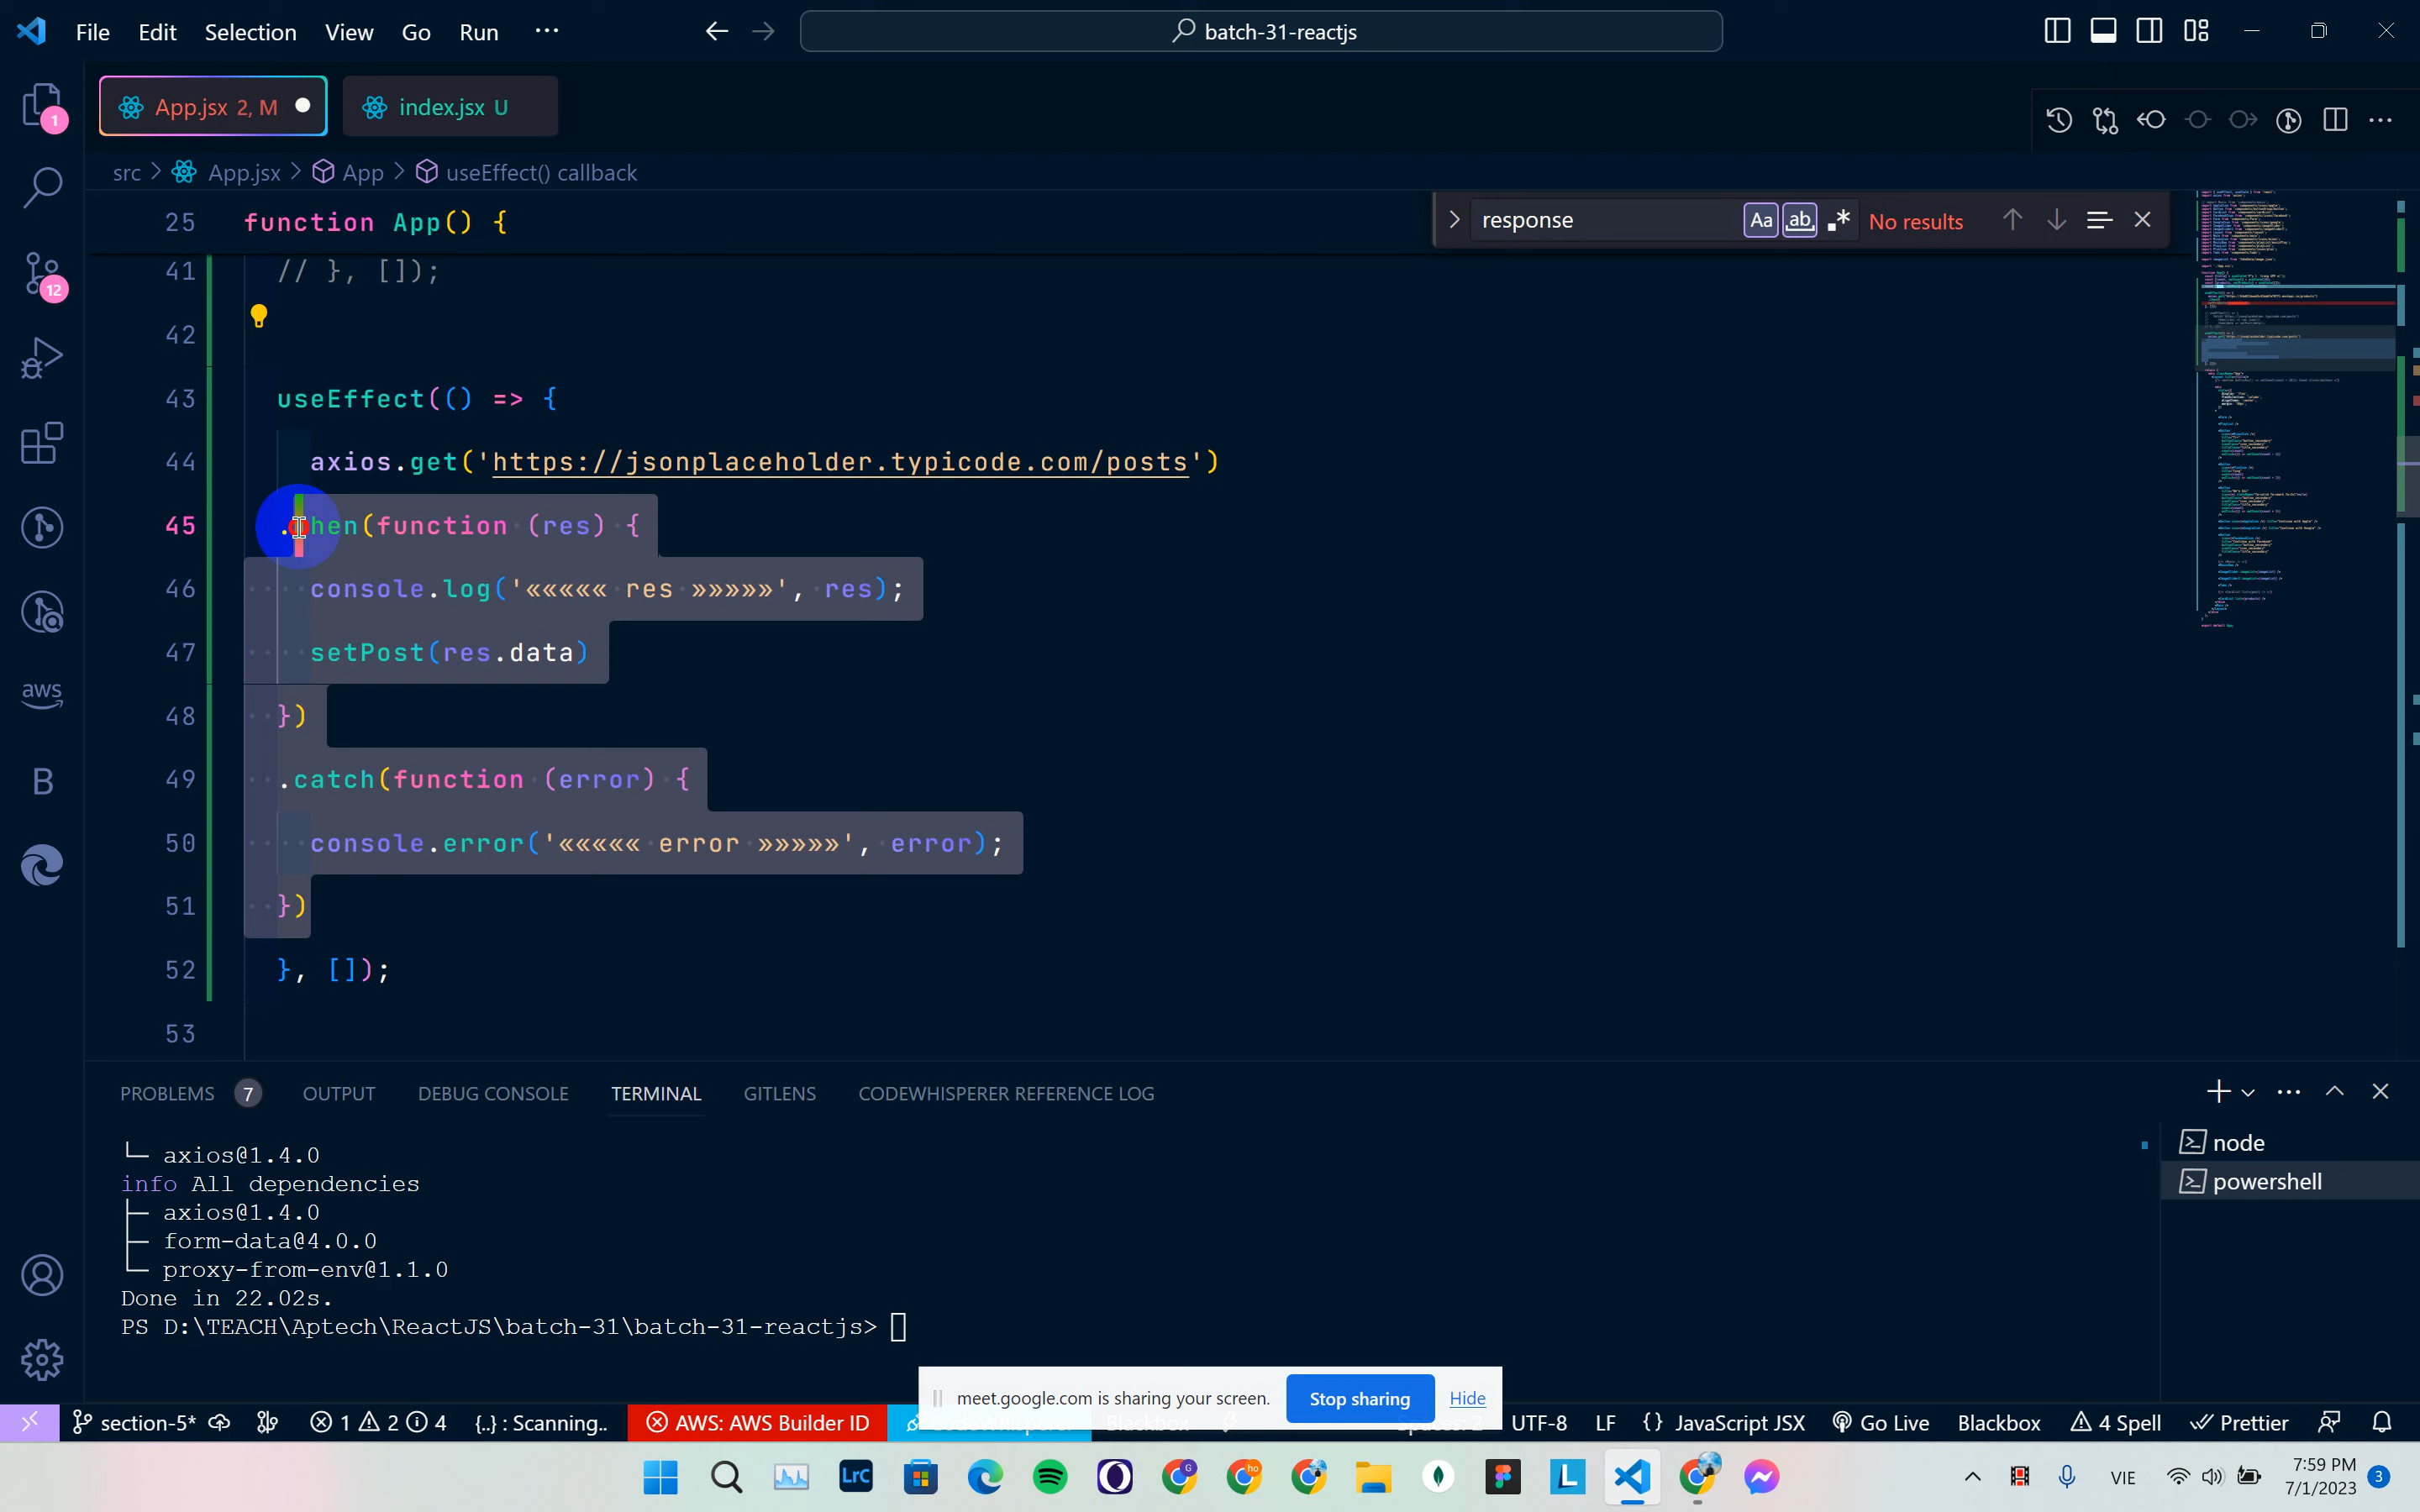 File Edit Selection View Go Run ···
batch-31-reactjs
App.jsx 2, M
index.jsx U
src > App.jsx > App > useEffect() callback
response
Aa ab .* No results
25 function App() {
41 // }, []);
42
43 useEffect(() => {
44 axios.get('https://jsonplaceholder.typicode.com/posts')
45 .then(function (res) {
46 console.log('««««« res »»»»»', res);
47 setPost(res.data)
48 })
49 .catch(function (error) {
50 console.error('««««« error »»»»»', error);
51 })
52 }, []);
53
1
12
aws
B
PROBLEMS 7 OUTPUT DEBUG CONSOLE TERMINAL GITLENS CODEWHISPERER REFERENCE LOG
└─ axios@1.4.0
info All dependencies
├─ axios@1.4.0
├─ form-data@4.0.0
└─ proxy-from-env@1.1.0
Done in 22.02s.
PS D:\TEACH\Aptech\ReactJS\batch-31\batch-31-reactjs>
node
powershell
meet.google.com is sharing your screen. Stop sharing Hide
section-5* 1 2 4 {..} : Scanning.. AWS: AWS Builder ID UTF-8 LF {} JavaScript JSX Go Live Blackbox 4 Spell Prettier
LrC
VIE
7:59 PM
7/1/2023
3